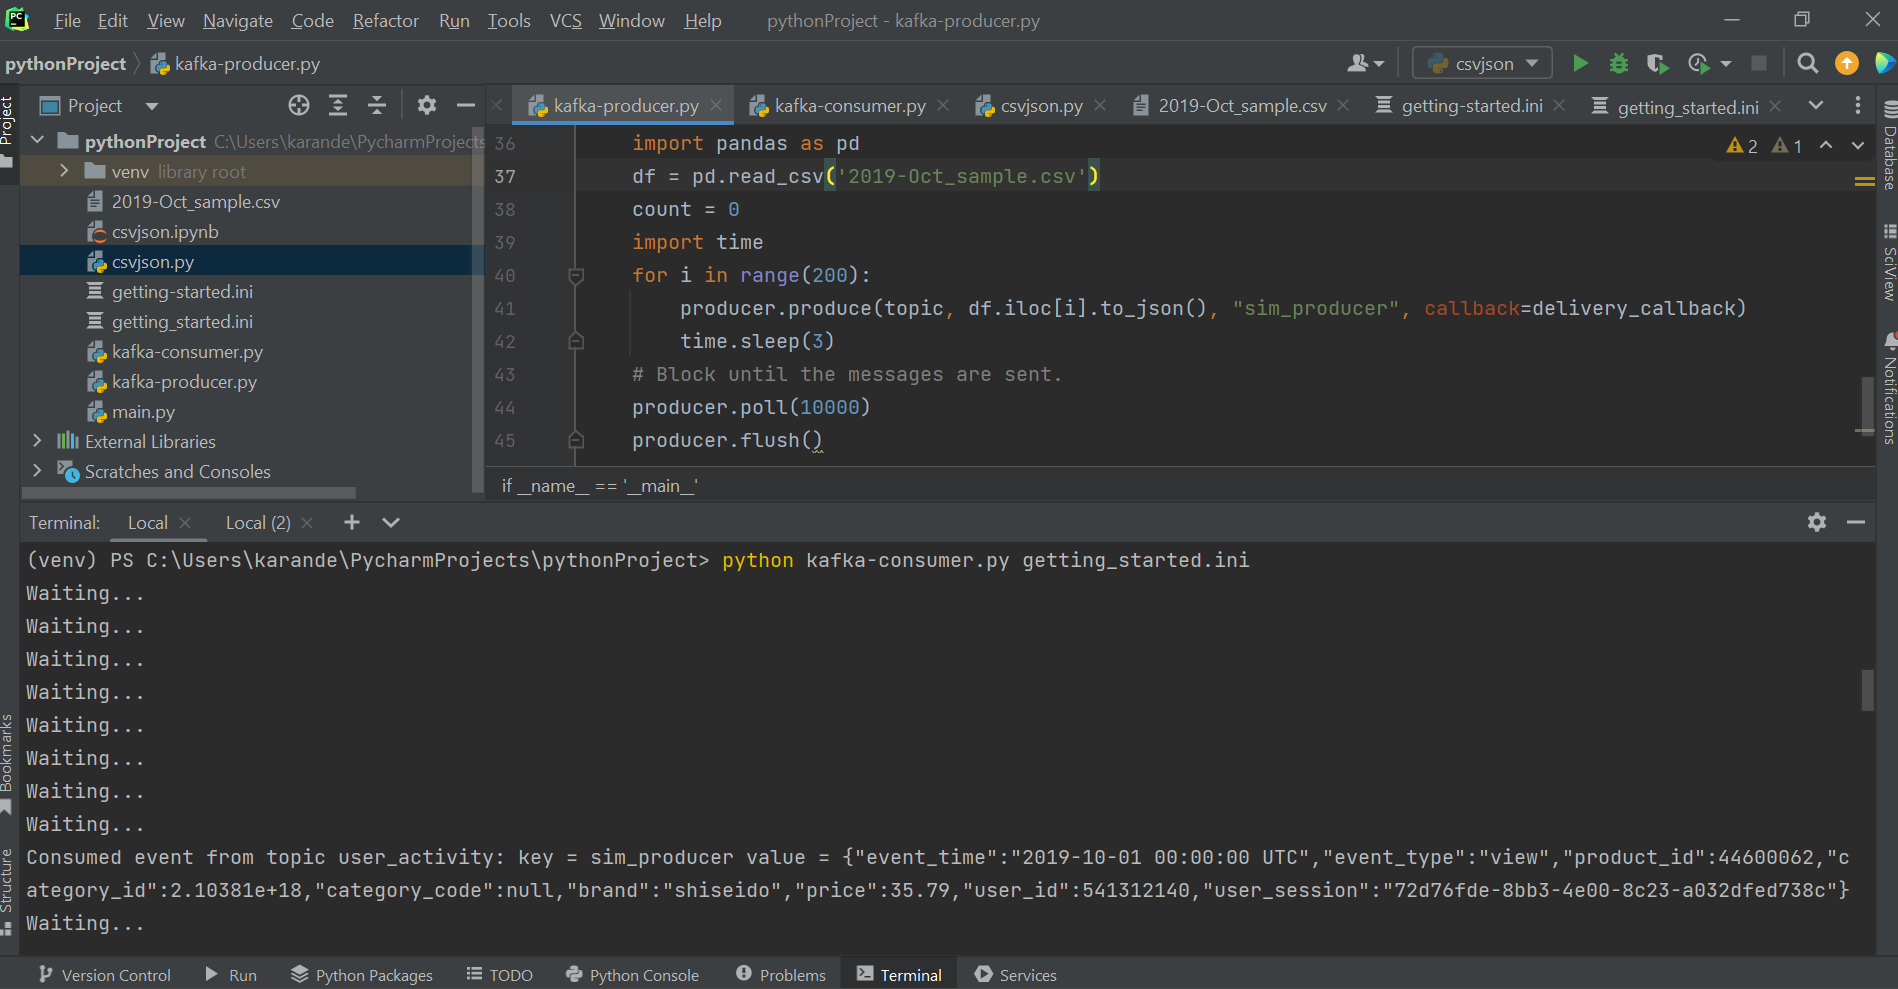 PC
File Edit View Navigate Code Refactor Run Tools VCS Window Help pythonProject - kafka-producer.py
pythonProject kafka-producer.py csvjson
Project
Project
kafka-producer.py kafka-consumer.py csvjson.py 2019-Oct_sample.csv getting-started.ini getting_started.ini
pythonProject C:\Users\karande\PycharmProjects
venv library root
2019-Oct_sample.csv
csvjson.ipynb
csvjson.py
getting-started.ini
getting_started.ini
kafka-consumer.py
kafka-producer.py
main.py
External Libraries
Scratches and Consoles
36 import pandas as pd
2 1
37 df = pd.read_csv('2019-Oct_sample.csv')
38 count = 0
39 import time
40 for i in range(200):
41 producer.produce(topic, df.iloc[i].to_json(), "sim_producer", callback=delivery_callback)
42 time.sleep(3)
43 # Block until the messages are sent.
44 producer.poll(10000)
45 producer.flush()
if __name__ == '__main__'
Database
SciView
Notifications
Terminal: Local Local (2)
(venv) PS C:\Users\karande\PycharmProjects\pythonProject> python kafka-consumer.py getting_started.ini
Waiting...
Waiting...
Waiting...
Waiting...
Waiting...
Waiting...
Waiting...
Waiting...
Consumed event from topic user_activity: key = sim_producer value = {"event_time":"2019-10-01 00:00:00 UTC","event_type":"view","product_id":44600062,"c
ategory_id":2.10381e+18,"category_code":null,"brand":"shiseido","price":35.79,"user_id":541312140,"user_session":"72d76fde-8bb3-4e00-8c23-a032dfed738c"}
Waiting...
Bookmarks
Structure
Version Control Run Python Packages TODO Python Console Problems Terminal Services